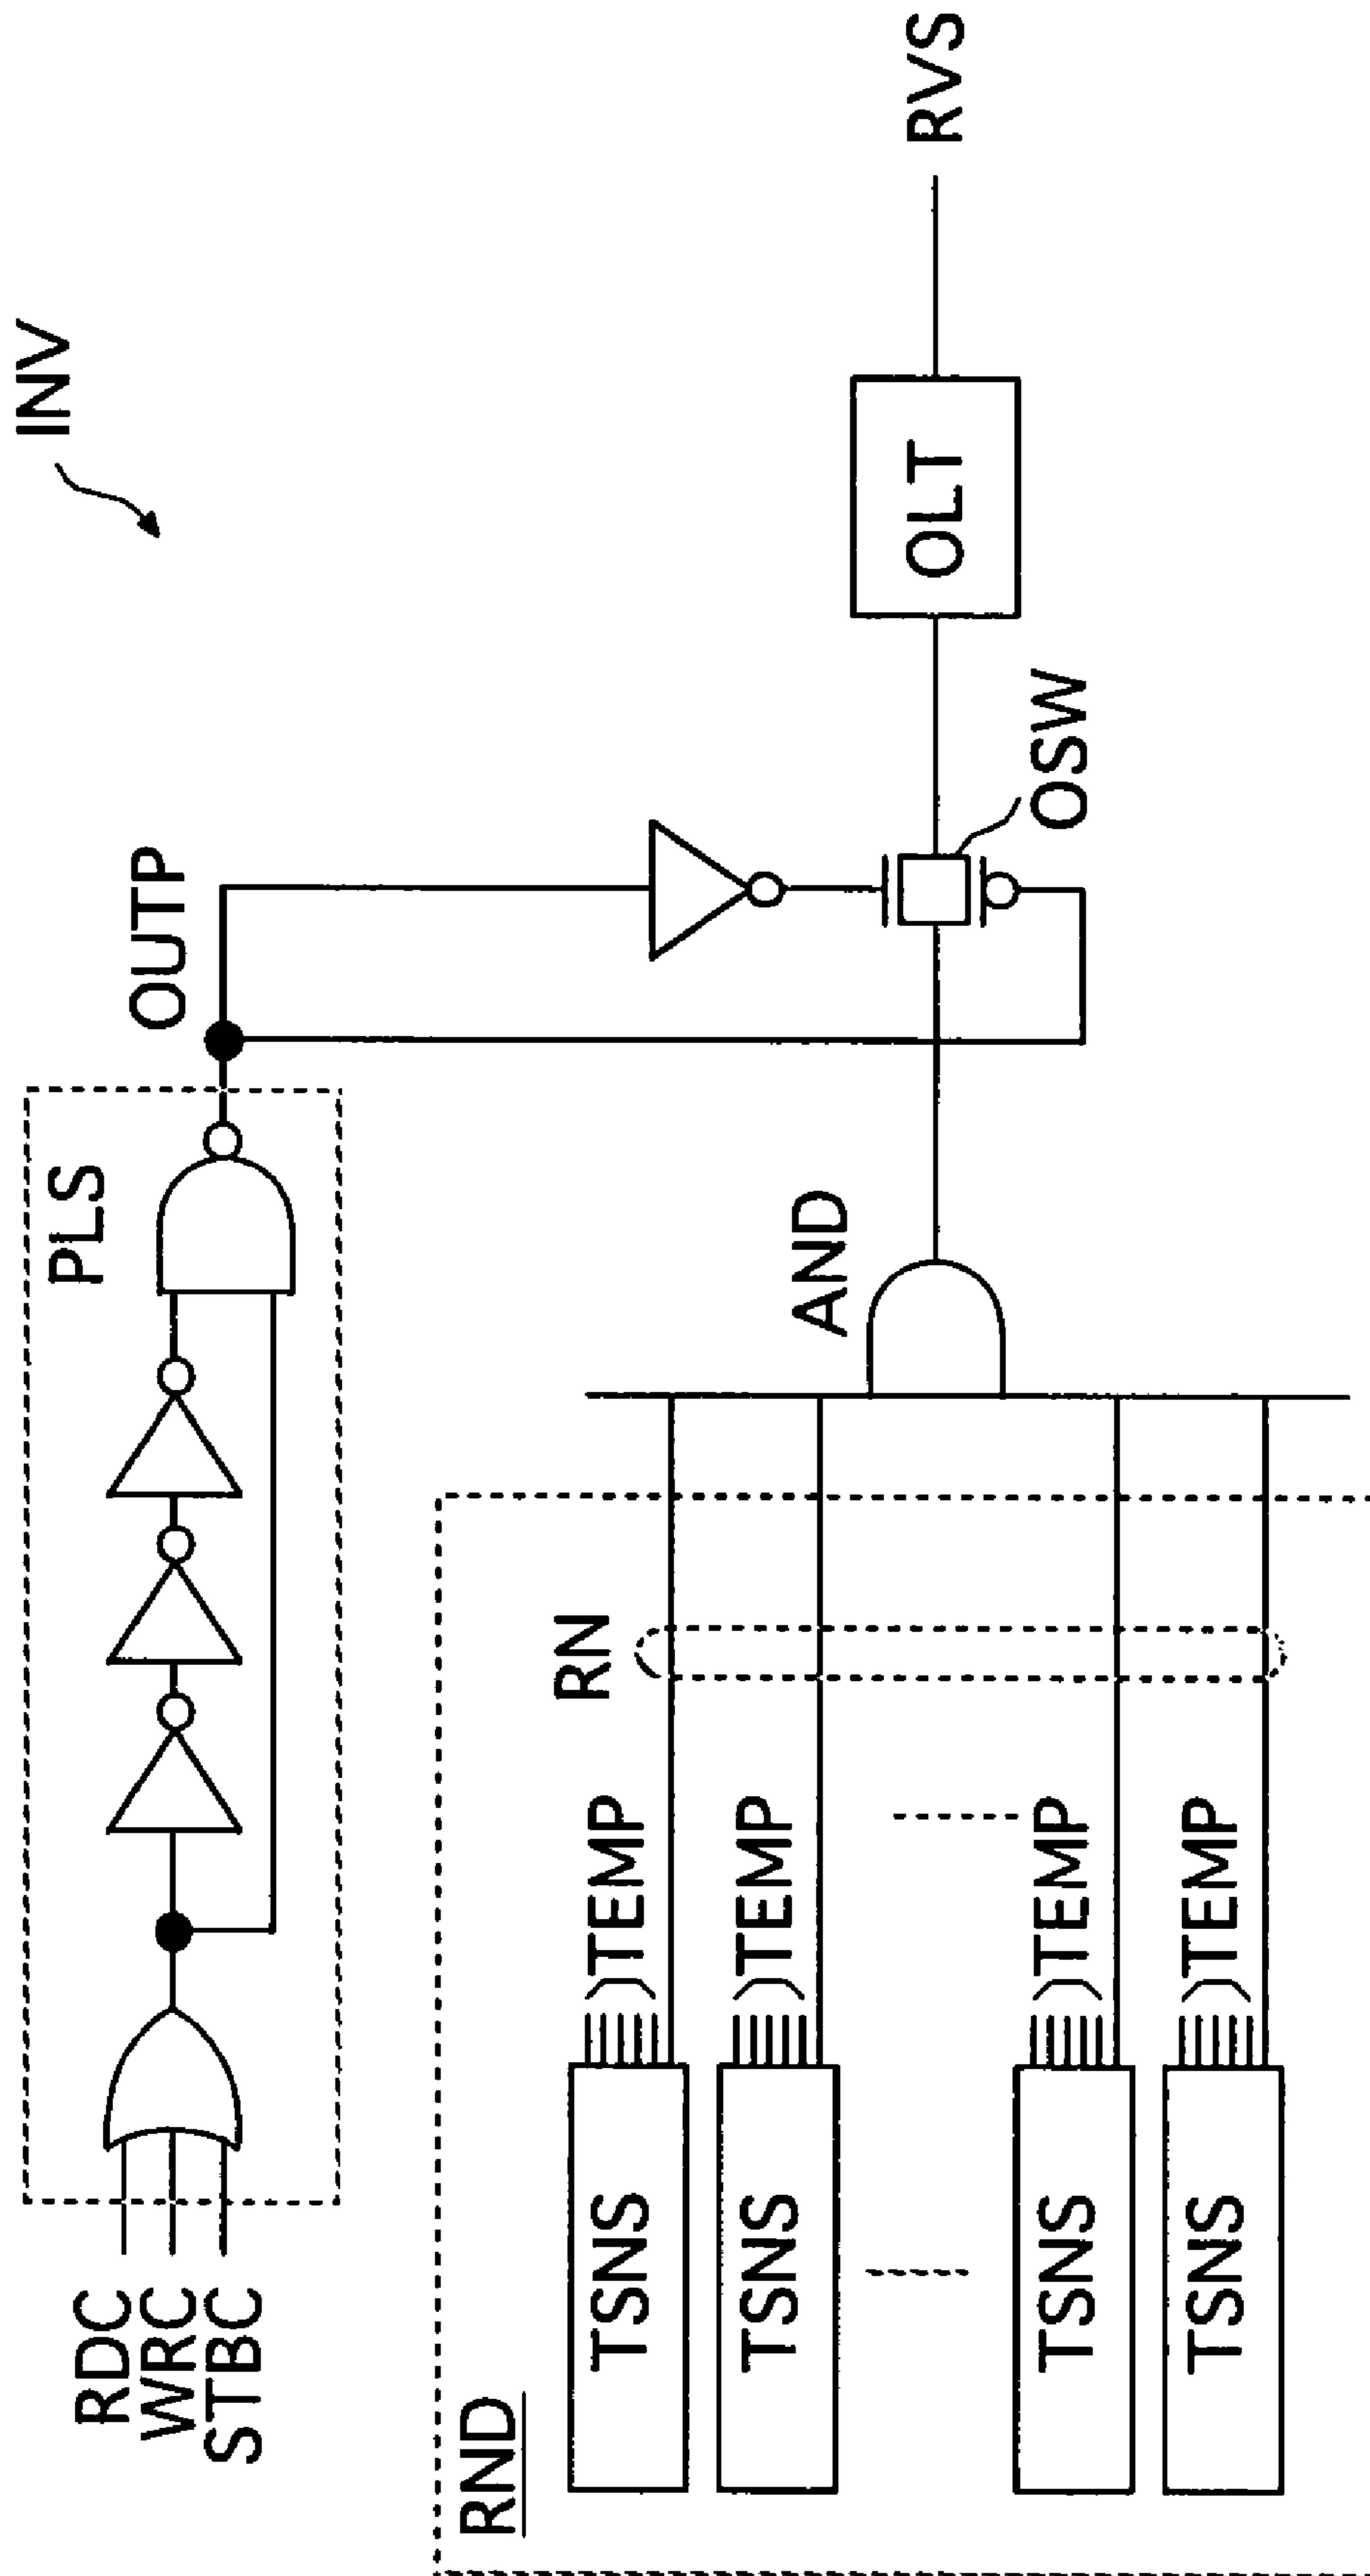 INV
RDC
WRC
STBC
PLS
OUTP
RND
TSNS
TEMP
TSNS
TEMP
TSNS
TEMP
TSNS
TEMP
RN
AND
OSW
OLT
RVS